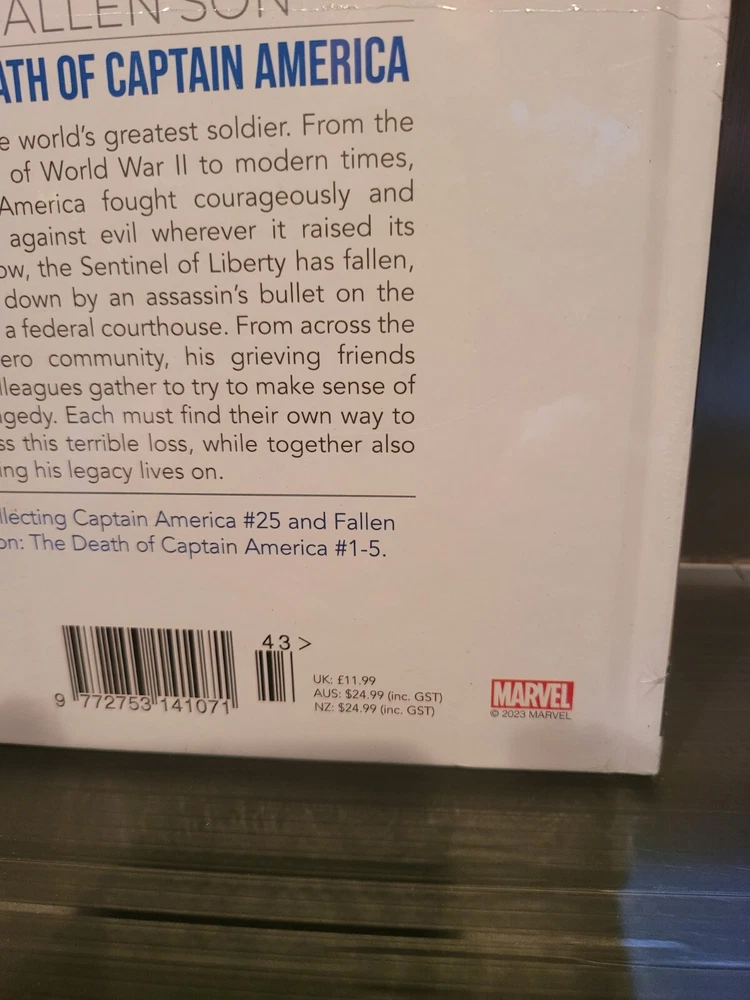 ALLEN SON
ATH OF CAPTAIN AMERICA
e world's greatest soldier. From the
of World War II to modern times,
America fought courageously and
against evil wherever it raised its
ow, the Sentinel of Liberty has fallen,
down by an assassin's bullet on the
a federal courthouse. From across the
ero community, his grieving friends
lleagues gather to try to make sense of
agedy. Each must find their own way to
ss this terrible loss, while together also
ing his legacy lives on.
llecting Captain America #25 and Fallen
on: The Death of Captain America #1-5.
43 >
9 772753 141071
UK: £11.99
AUS: $24.99 (inc. GST)
NZ: $24.99 (inc. GST)
MARVEL
© 2023 MARVEL